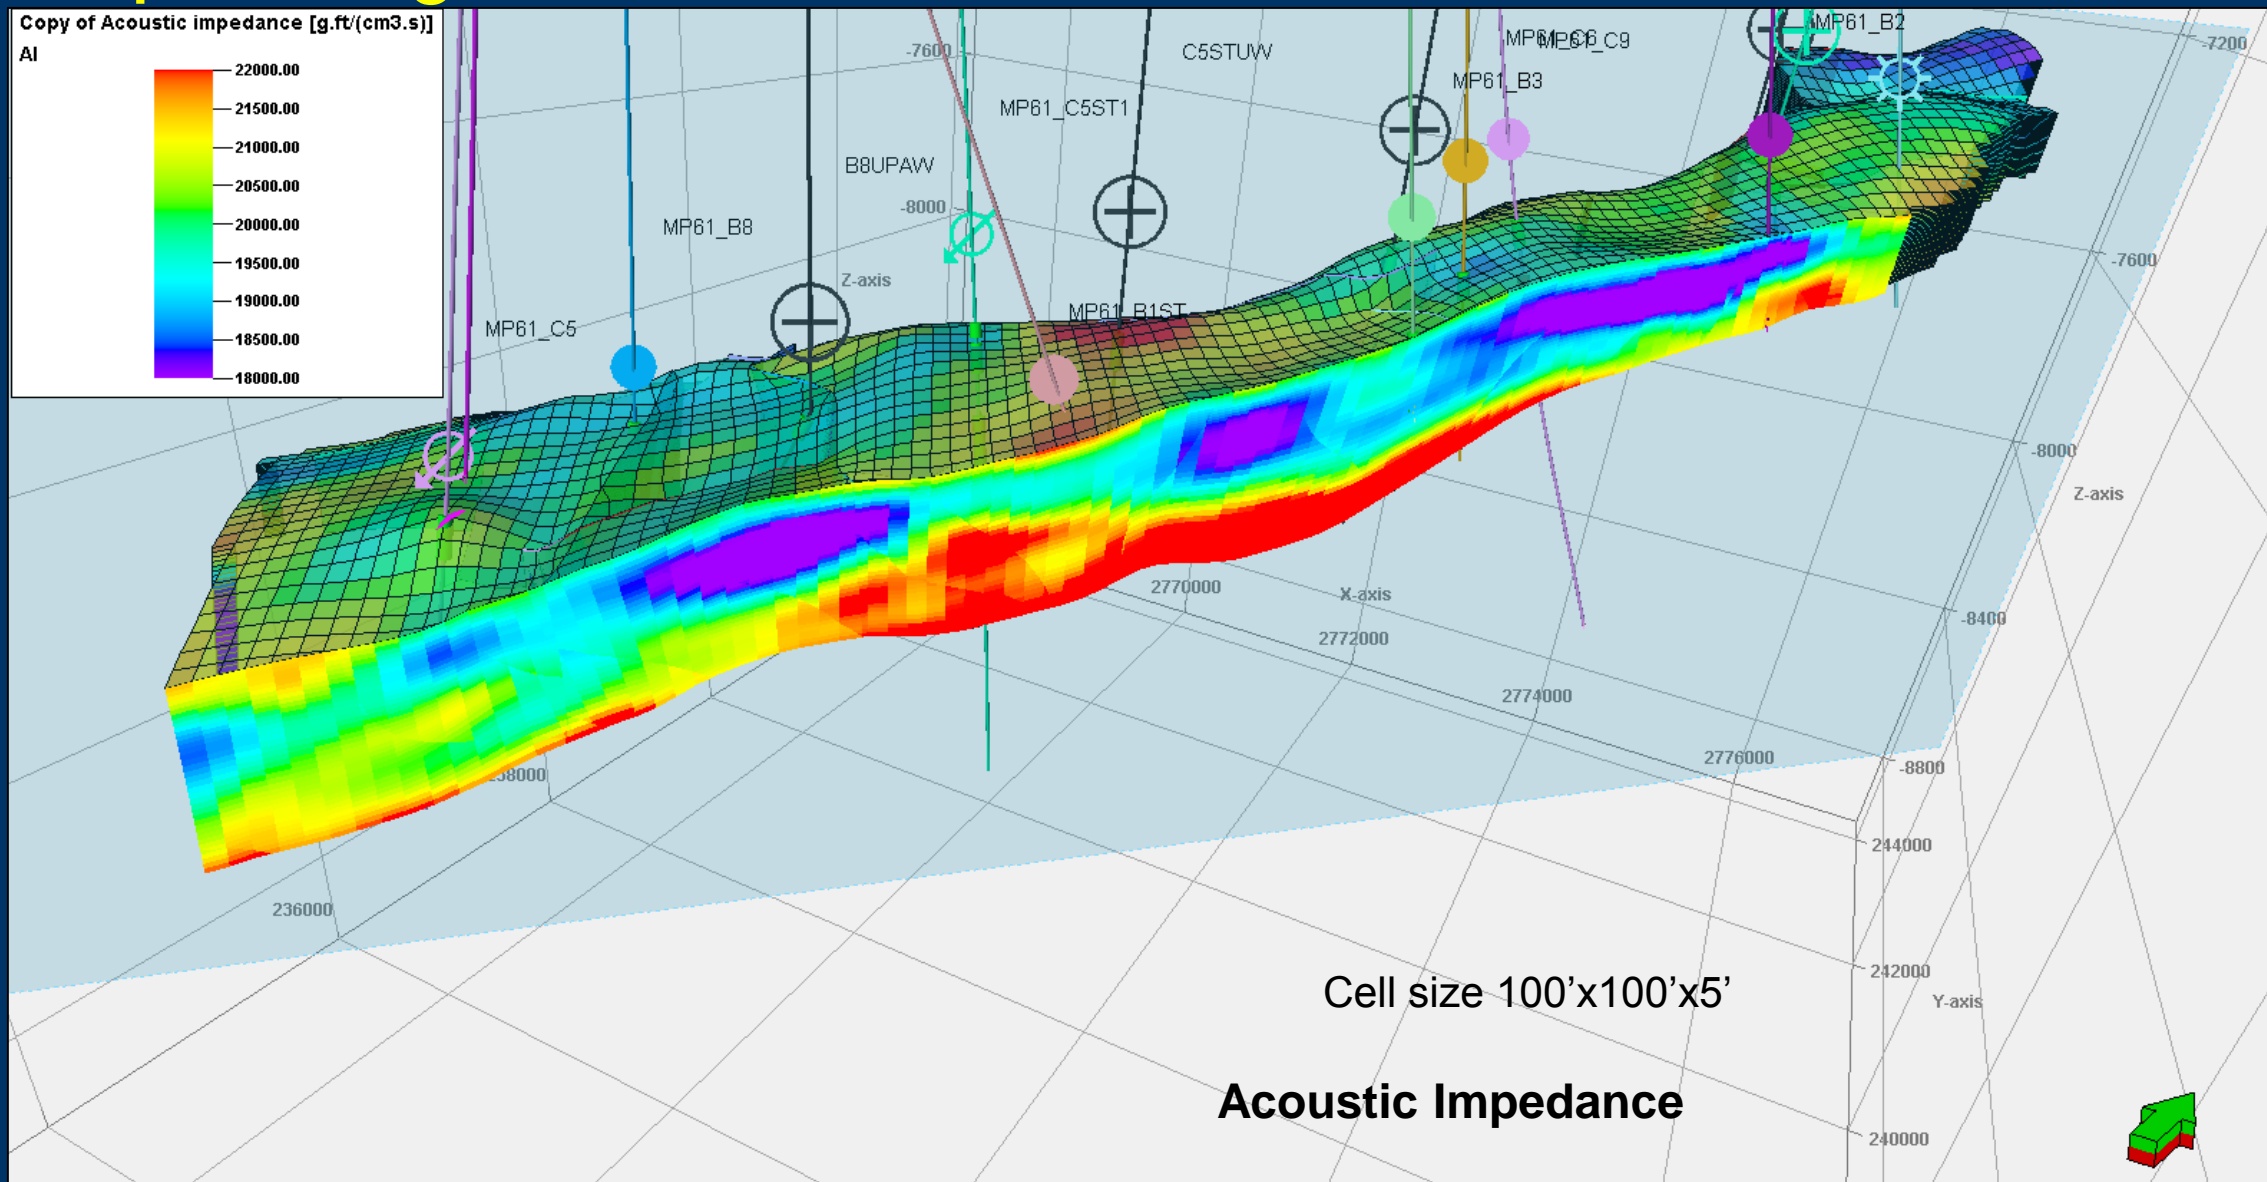 Copy of Acoustic impedance [g.ft/(cm3.s)]
AI
22000.00
21500.00
21000.00
20500.00
20000.00
19500.00
19000.00
18500.00
18000.00
-7600
-8000
Z-axis
C5STUW
MP61_C5ST1
B8UPAW
MP61_B8
MP61_C5
MP61_B1ST
MP61_C6
MP61_C9
MP61_B3
MP61_B2
-7200
-7600
-8000
Z-axis
-8400
-8800
2770000
X-axis
2772000
2774000
2776000
236000
244000
242000
Y-axis
240000
Cell size 100’x100’x5’
Acoustic Impedance